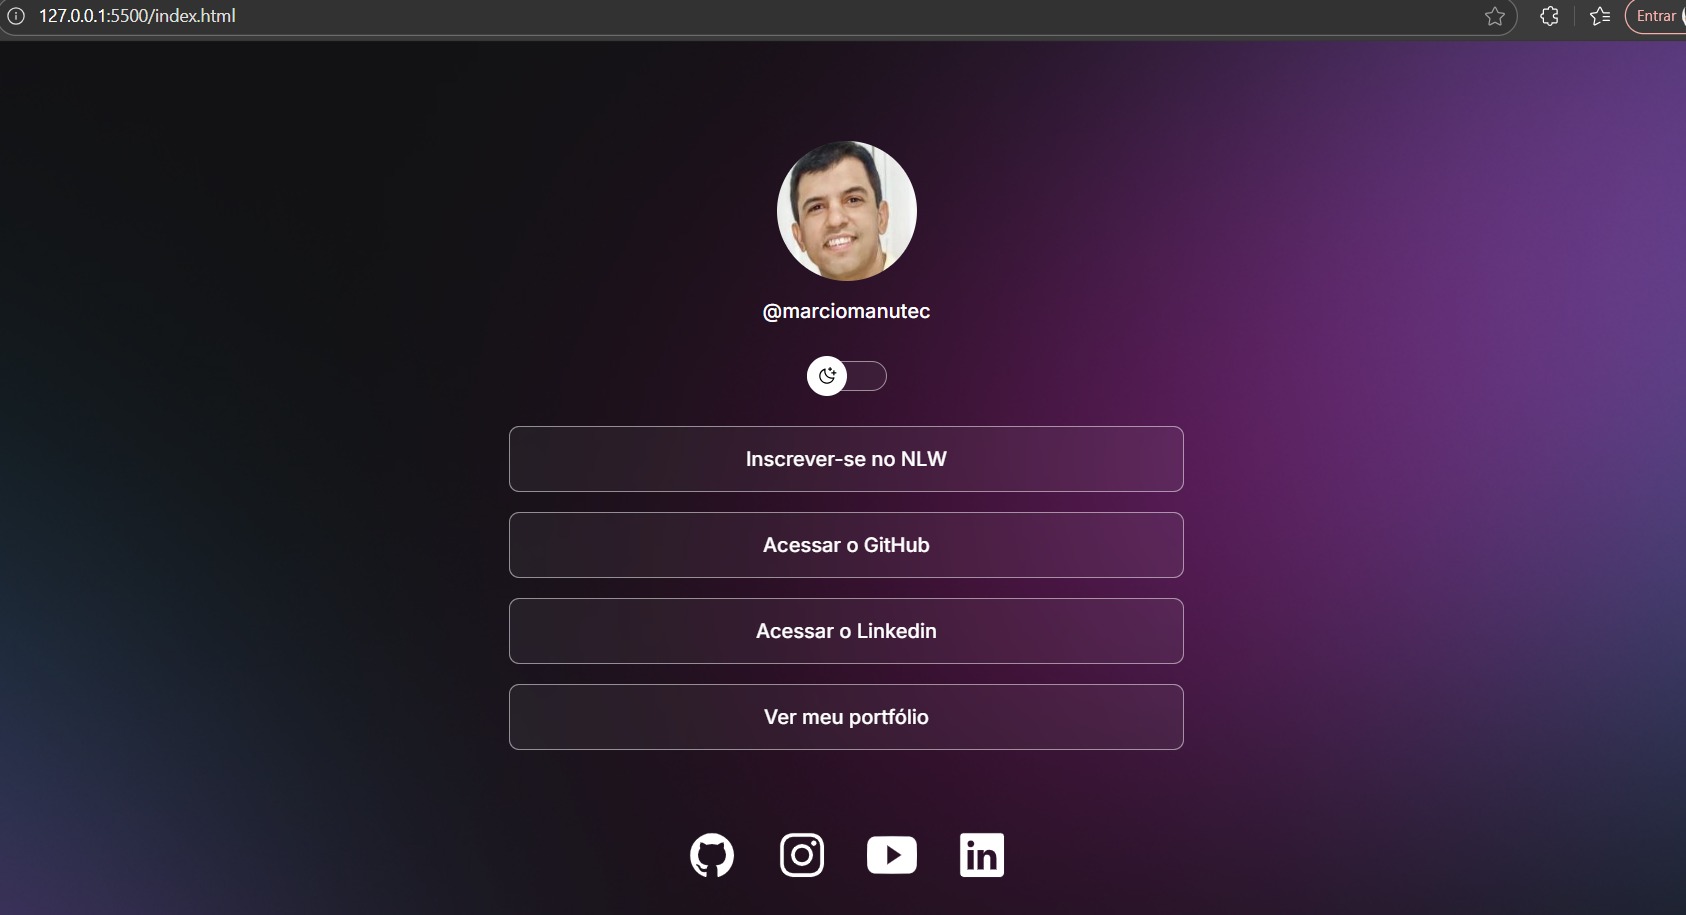 127.0.0.1:5500/index.html
Entrar
@marciomanutec
Inscrever-se no NLW
Acessar o GitHub
Acessar o Linkedin
Ver meu portfólio
in